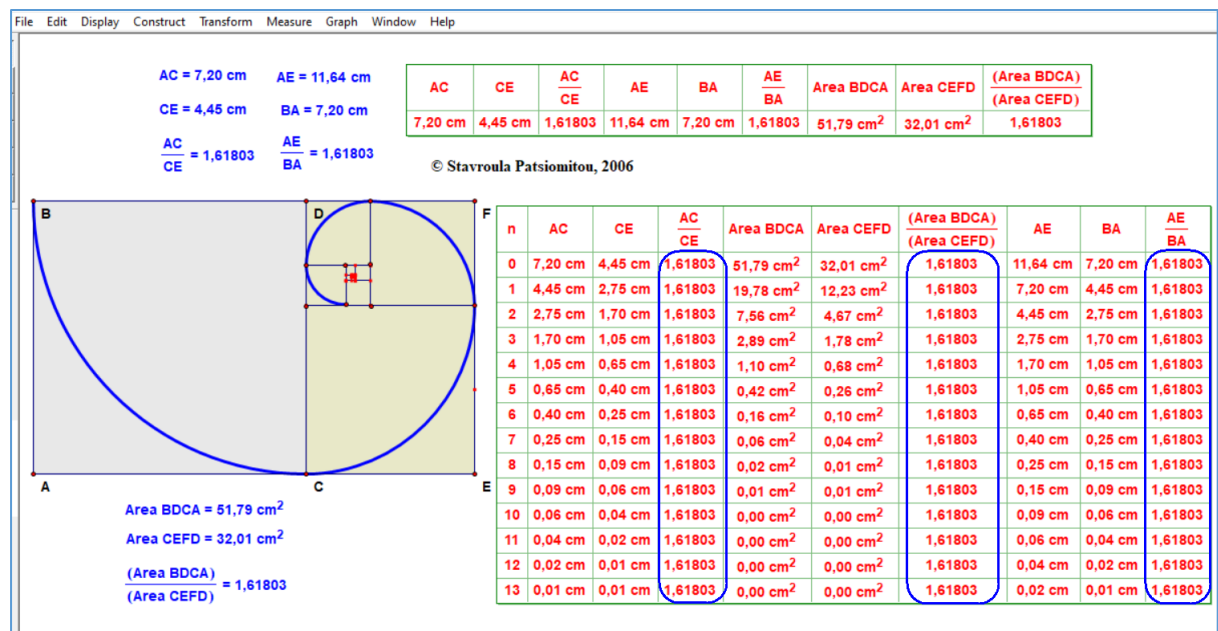 File Edit Display Construct Transform Measure Graph Window Help
AC = 7,20 cm AE = 11,64 cm
CE = 4,45 cm BA = 7,20 cm
AC/CE = 1,61803 AE/BA = 1,61803
AC CE AC/CE AE BA AE/BA Area BDCA Area CEFD (Area BDCA)/(Area CEFD)
7,20 cm 4,45 cm 1,61803 11,64 cm 7,20 cm 1,61803 51,79 cm² 32,01 cm² 1,61803
© Stavroula Patsiomitou, 2006
B D F
A C E
Area BDCA = 51,79 cm²
Area CEFD = 32,01 cm²
(Area BDCA)/(Area CEFD) = 1,61803
n AC CE AC/CE Area BDCA Area CEFD (Area BDCA)/(Area CEFD) AE BA AE/BA
0 7,20 cm 4,45 cm 1,61803 51,79 cm² 32,01 cm² 1,61803 11,64 cm 7,20 cm 1,61803
1 4,45 cm 2,75 cm 1,61803 19,78 cm² 12,23 cm² 1,61803 7,20 cm 4,45 cm 1,61803
2 2,75 cm 1,70 cm 1,61803 7,56 cm² 4,67 cm² 1,61803 4,45 cm 2,75 cm 1,61803
3 1,70 cm 1,05 cm 1,61803 2,89 cm² 1,78 cm² 1,61803 2,75 cm 1,70 cm 1,61803
4 1,05 cm 0,65 cm 1,61803 1,10 cm² 0,68 cm² 1,61803 1,70 cm 1,05 cm 1,61803
5 0,65 cm 0,40 cm 1,61803 0,42 cm² 0,26 cm² 1,61803 1,05 cm 0,65 cm 1,61803
6 0,40 cm 0,25 cm 1,61803 0,16 cm² 0,10 cm² 1,61803 0,65 cm 0,40 cm 1,61803
7 0,25 cm 0,15 cm 1,61803 0,06 cm² 0,04 cm² 1,61803 0,40 cm 0,25 cm 1,61803
8 0,15 cm 0,09 cm 1,61803 0,02 cm² 0,01 cm² 1,61803 0,25 cm 0,15 cm 1,61803
9 0,09 cm 0,06 cm 1,61803 0,01 cm² 0,01 cm² 1,61803 0,15 cm 0,09 cm 1,61803
10 0,06 cm 0,04 cm 1,61803 0,00 cm² 0,00 cm² 1,61803 0,09 cm 0,06 cm 1,61803
11 0,04 cm 0,02 cm 1,61803 0,00 cm² 0,00 cm² 1,61803 0,06 cm 0,04 cm 1,61803
12 0,02 cm 0,01 cm 1,61803 0,00 cm² 0,00 cm² 1,61803 0,04 cm 0,02 cm 1,61803
13 0,01 cm 0,01 cm 1,61803 0,00 cm² 0,00 cm² 1,61803 0,02 cm 0,01 cm 1,61803